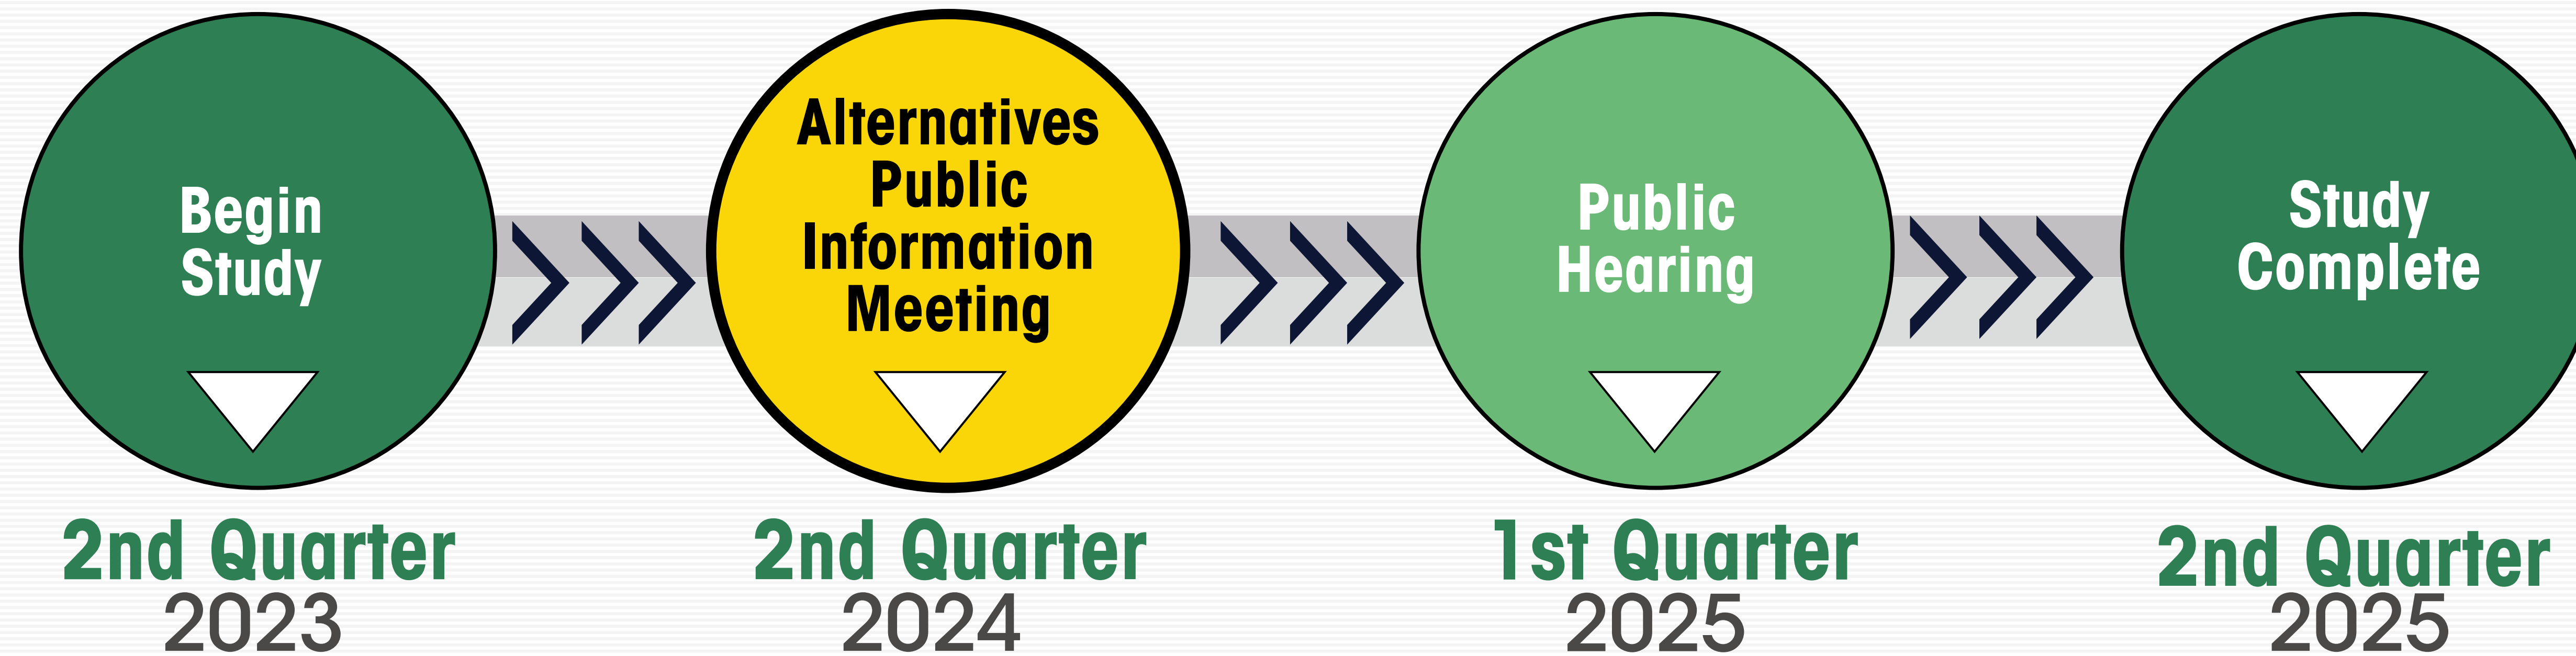 Begin
Study
2nd Quarter
2023
Alternatives
Public
Information
Meeting
2nd Quarter
2024
Public
Hearing
1st Quarter
2025
Study
Complete
2nd Quarter
2025